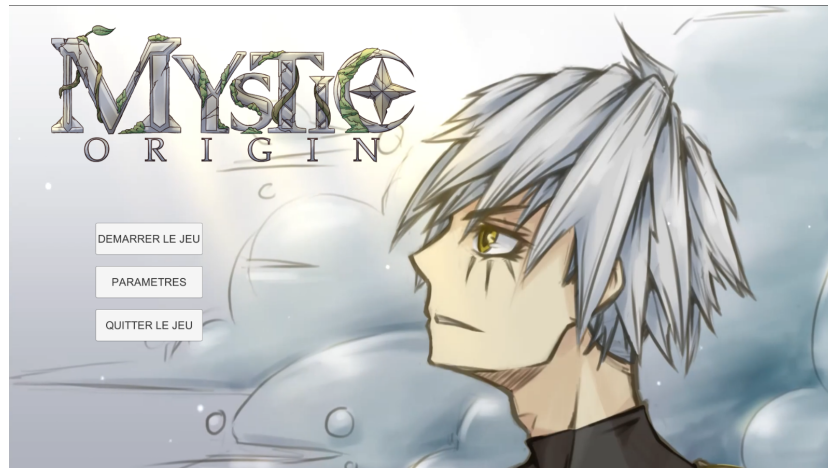 MYSTIC
ORIGIN
DEMARRER LE JEU
PARAMETRES
QUITTER LE JEU